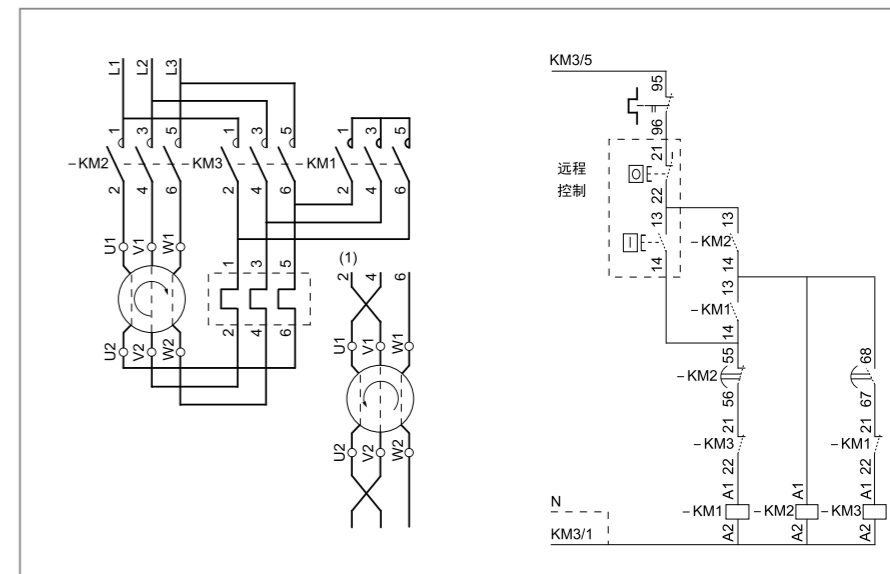 L1 L2 L3
1 3 5 1 3 5 1 3 5
–KM2 –KM3 –KM1
2 4 6 2 4 6 2 4 6
U1 V1 W1
1 3 5
(1)
2 4 6
2 4 6
U1 V1 W1
U2 V2 W2
U2 V2 W2
KM3/5
95
96
远程
控制
21
O
22
13
I
14
13
–KM2
14
13
–KM1
14
55
–KM2
56
68
67
21
–KM3
22
21
–KM1
22
A1 A1 A1
–KM1 –KM2 –KM3
A2 A2 A2
N
KM3/1